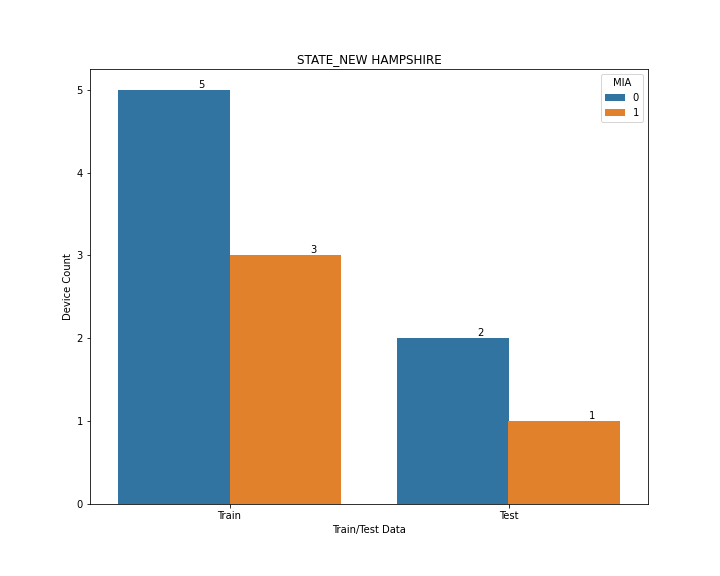 STATE_NEW HAMPSHIRE
MIA
0
1
5
3
2
1
5
4
3
2
1
0
Device Count
Train
Test
Train/Test Data